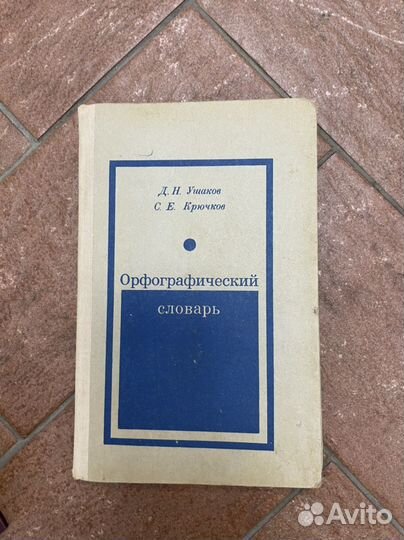 Д. Н. Ушаков
С. Е. Крючков
Орфографический
словарь
Avito